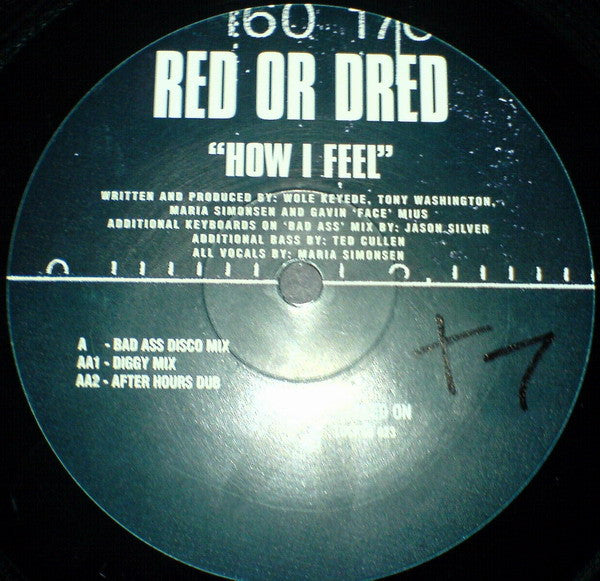 160 170
RED OR DRED
"HOW I FEEL"
WRITTEN AND PRODUCED BY: WOLE KEYEDE, TONY WASHINGTON,
MARIA SIMONSEN AND GAVIN 'FACE' MIUS
ADDITIONAL KEYBOARDS ON 'BAD ASS' MIX BY: JASON SILVER
ADDITIONAL BASS BY: TED CULLEN
ALL VOCALS BY: MARIA SIMONSEN
A - BAD ASS DISCO MIX
AA1 - DIGGY MIX
AA2 - AFTER HOURS DUB
ON